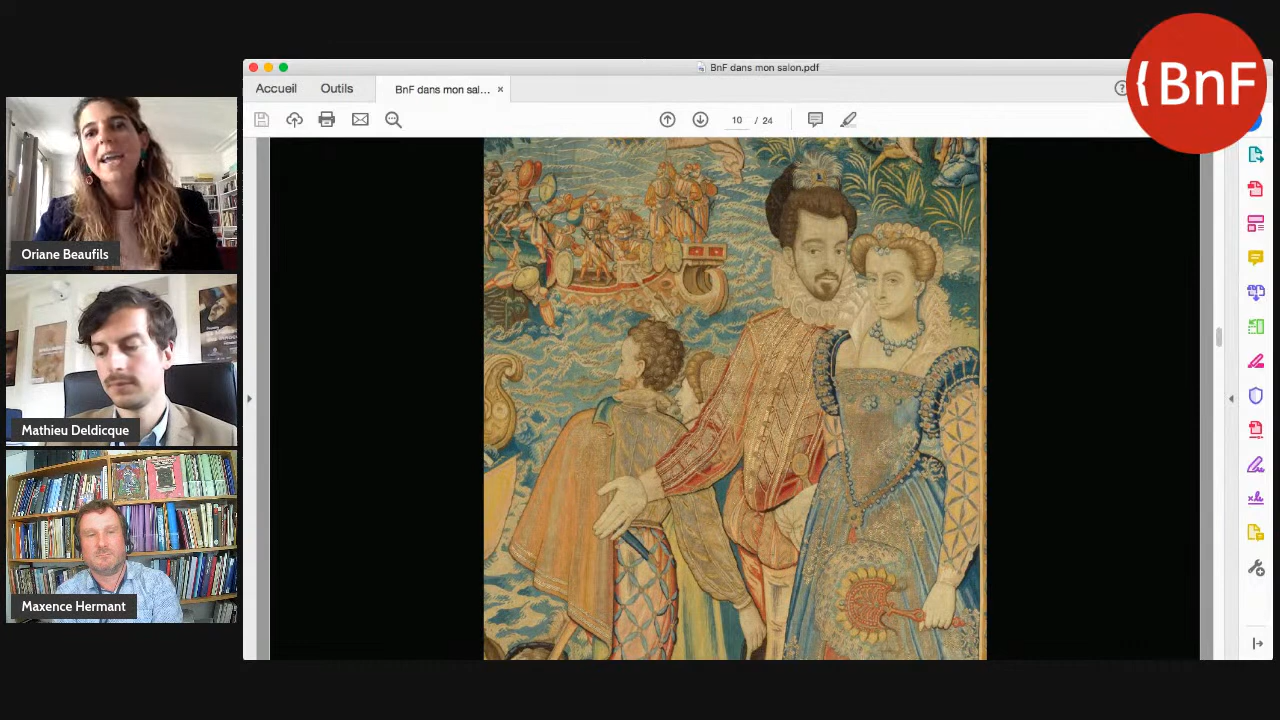 BnF dans mon salon.pdf
{BnF
Accueil
Outils
BnF dans mon sal... ×
10 / 24
Oriane Beaufils
Mathieu Deldicque
Maxence Hermant